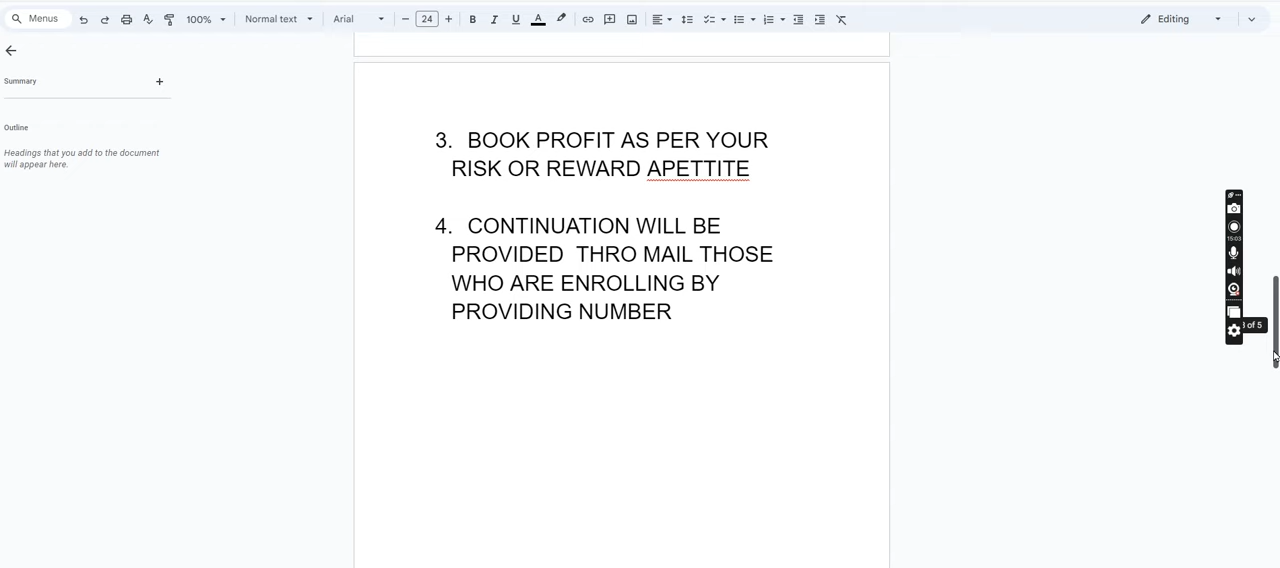 Menus
100%
Normal text
Arial
24
B I U A
Editing
Summary
Outline
Headings that you add to the document
will appear here.
3. BOOK PROFIT AS PER YOUR
RISK OR REWARD APETTITE
4. CONTINUATION WILL BE
PROVIDED THRO MAIL THOSE
WHO ARE ENROLLING BY
PROVIDING NUMBER
15:03
of 5